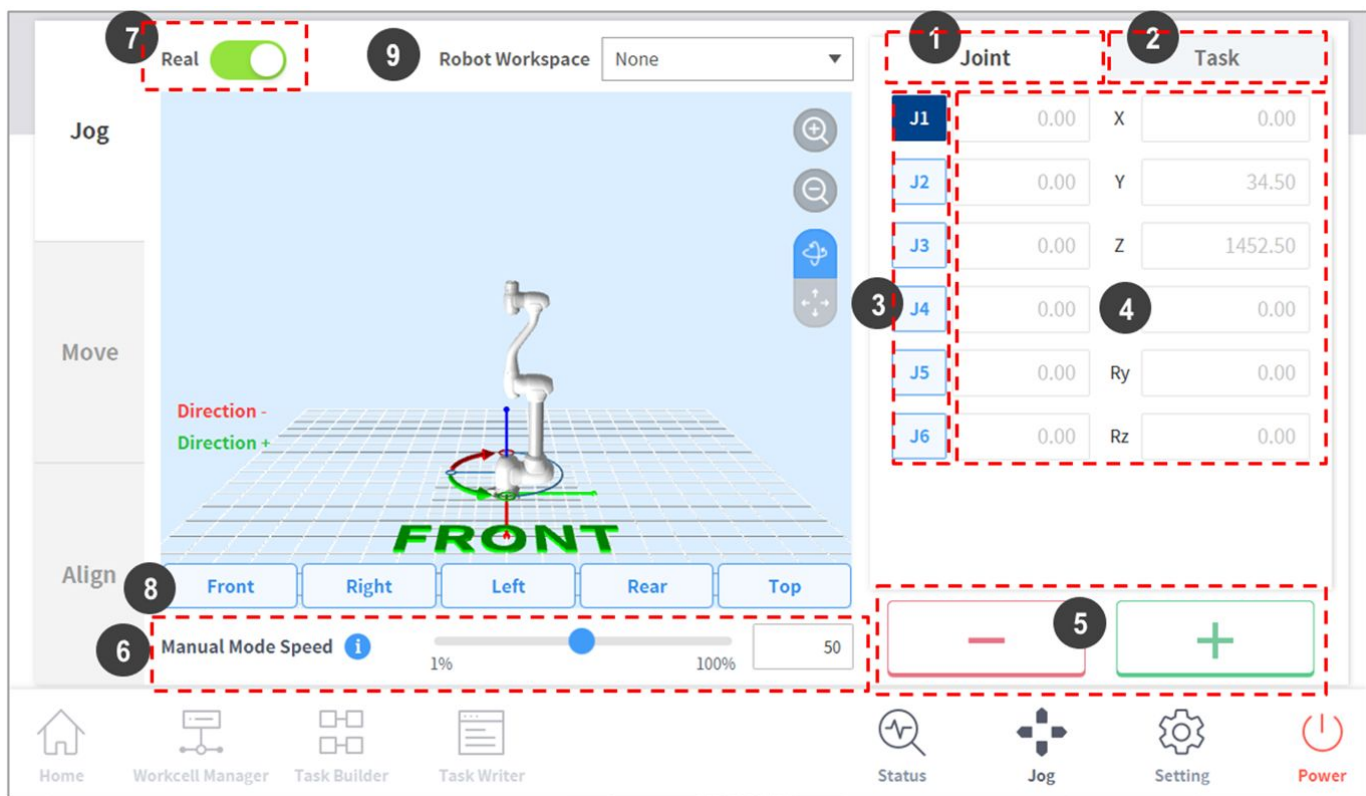 7
Real
9
Robot Workspace
None
1
Joint
2
Task
Jog
Move
Align
Direction -
Direction +
FRONT
8
Front
Right
Left
Rear
Top
6
Manual Mode Speed
i
1%
100%
50
3
J1
0.00
X
0.00
J2
0.00
Y
34.50
J3
0.00
Z
1452.50
J4
0.00
4
0.00
J5
0.00
Ry
0.00
J6
0.00
Rz
0.00
−
5
+
Home
Workcell Manager
Task Builder
Task Writer
Status
Jog
Setting
Power